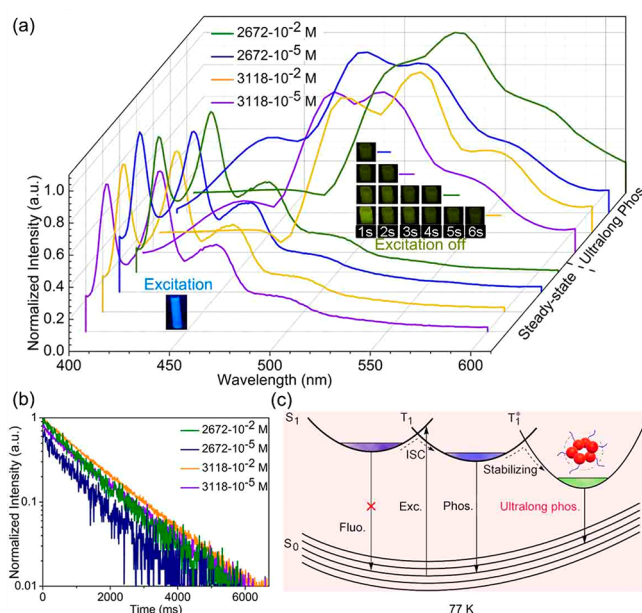 (a)
2672-10⁻² M
2672-10⁻⁵ M
3118-10⁻² M
3118-10⁻⁵ M
Normalized Intensity (a.u.)
1.0
0.8
0.6
0.4
0.2
0.0
Excitation
1s 2s 3s 4s 5s 6s
Excitation off
400 450 500 550 600
Wavelength (nm)
Steady-state
Ultralong Phos.
(b)
Normalized Intensity (a.u.)
1
0.1
0.01
2672-10⁻² M
2672-10⁻⁵ M
3118-10⁻² M
3118-10⁻⁵ M
0 2000 4000 6000
Time (ms)
(c)
S₁ T₁ T₁*
ISC
Stabilizing
Fluo. Exc. Phos. Ultralong phos.
S₀
77 K